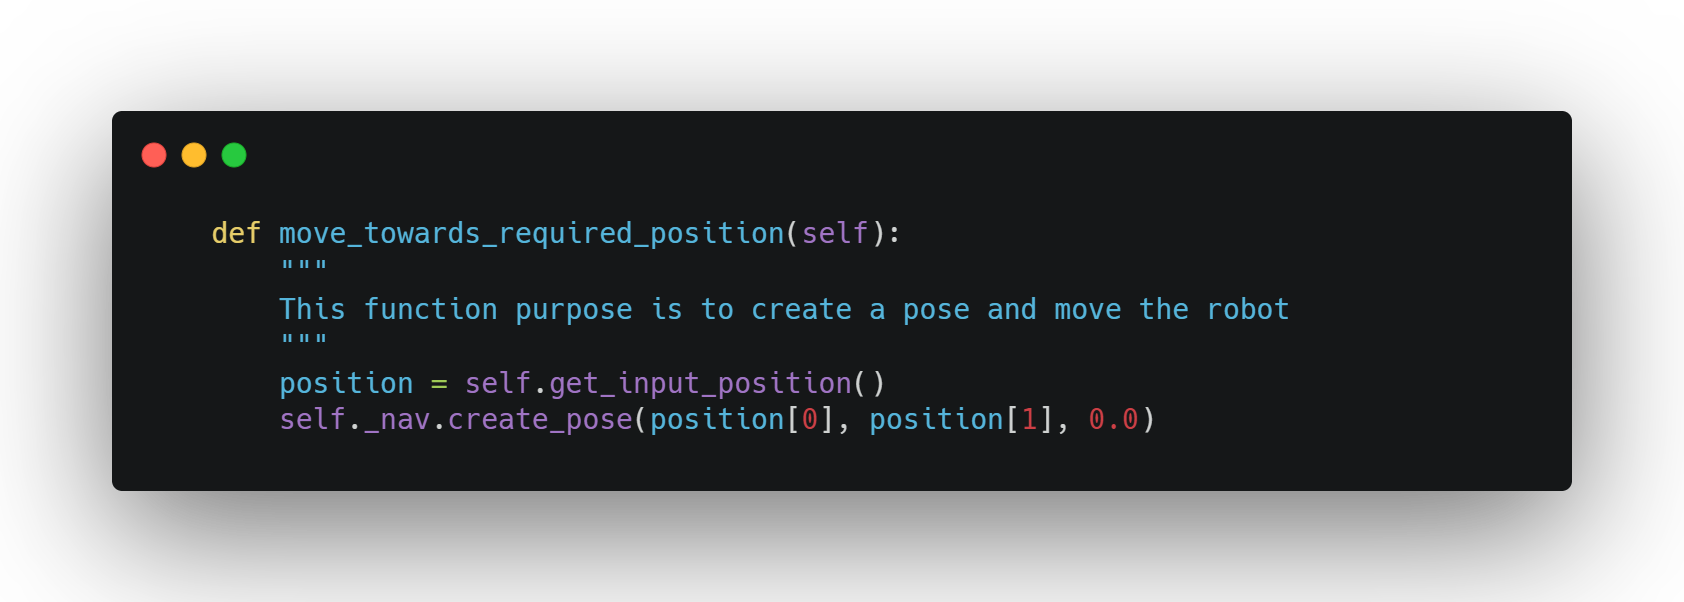 def move_towards_required_position(self):
    """
    This function purpose is to create a pose and move the robot
    """
    position = self.get_input_position()
    self._nav.create_pose(position[0], position[1], 0.0)